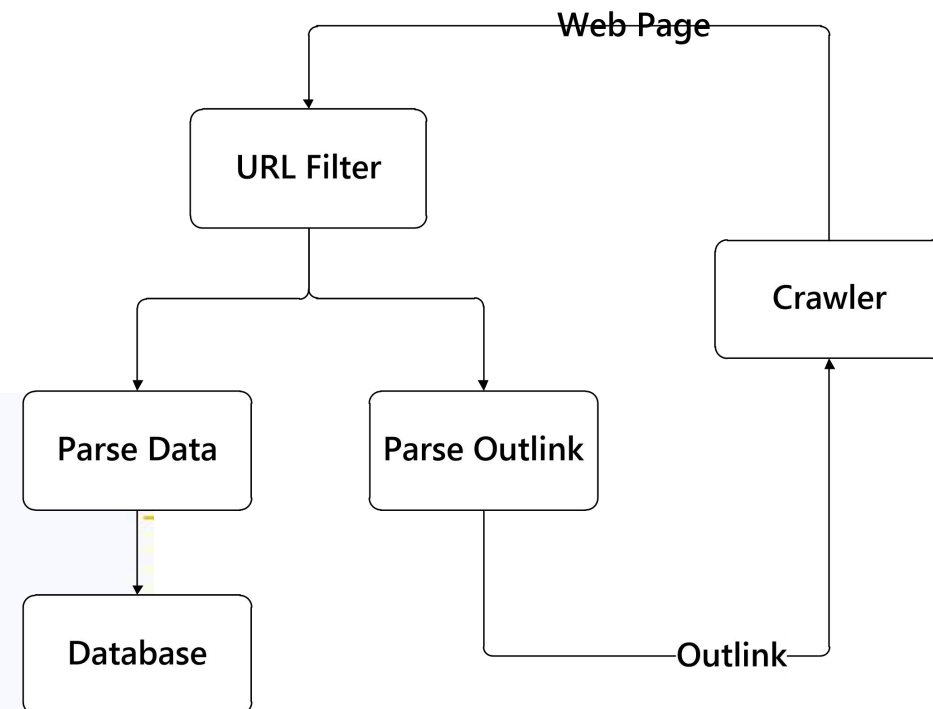 Web Page
URL Filter
Crawler
Parse Data
Parse Outlink
Database
Outlink